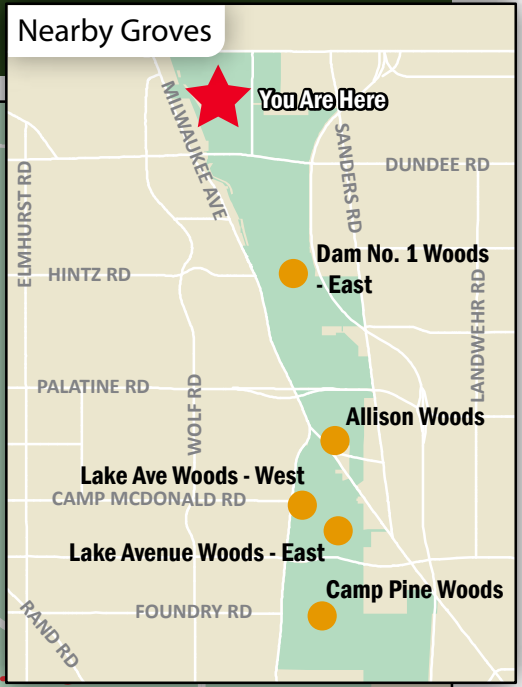 Nearby Groves
You Are Here
MILWAUKEE AVE
SANDERS RD
DUNDEE RD
ELMHURST RD
Dam No. 1 Woods
- East
HINTZ RD
LANDWEHR RD
PALATINE RD
WOLF RD
Allison Woods
Lake Ave Woods - West
CAMP MCDONALD RD
Lake Avenue Woods - East
Camp Pine Woods
FOUNDRY RD
RAND RD